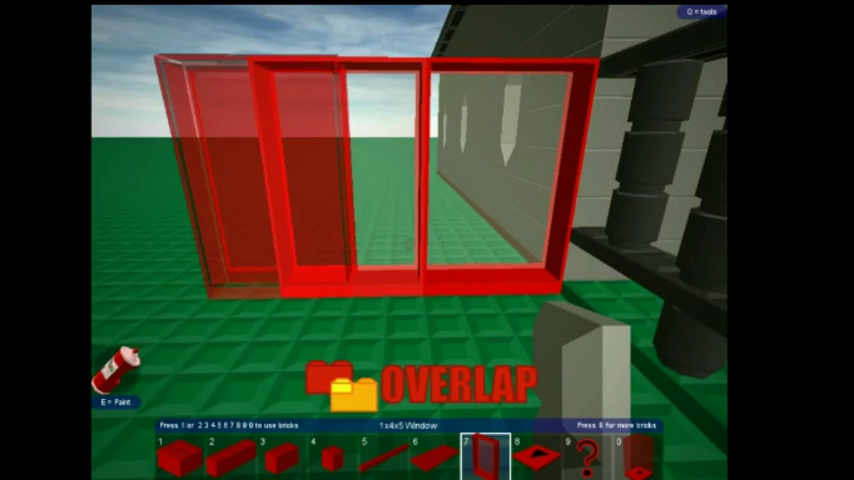 Q = tools
OVERLAP
E = Paint
Press 1 or 2 3 4 5 6 7 8 9 0 to use bricks
1x4x5 Window
Press B for more bricks
1 2 3 4 5 6 7 8 9 0